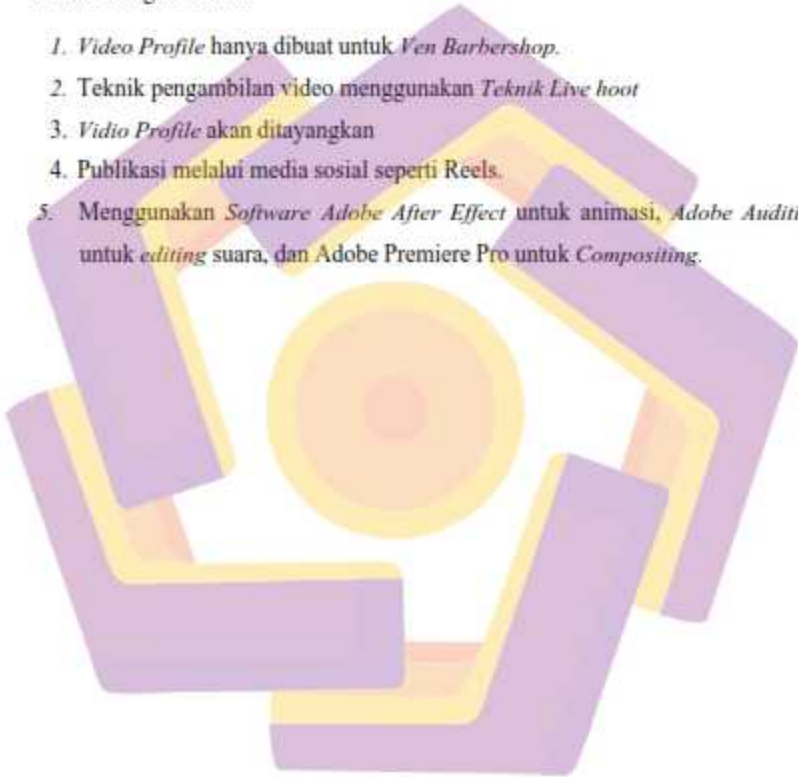 1. Video Profile hanya dibuat untuk Ven Barbershop.
2. Teknik pengambilan video menggunakan Teknik Live hoot
3. Vidio Profile akan ditayangkan
4. Publikasi melalui media sosial seperti Reels.
5. Menggunakan Software Adobe After Effect untuk animasi, Adobe Auditi
untuk editing suara, dan Adobe Premiere Pro untuk Compositing.